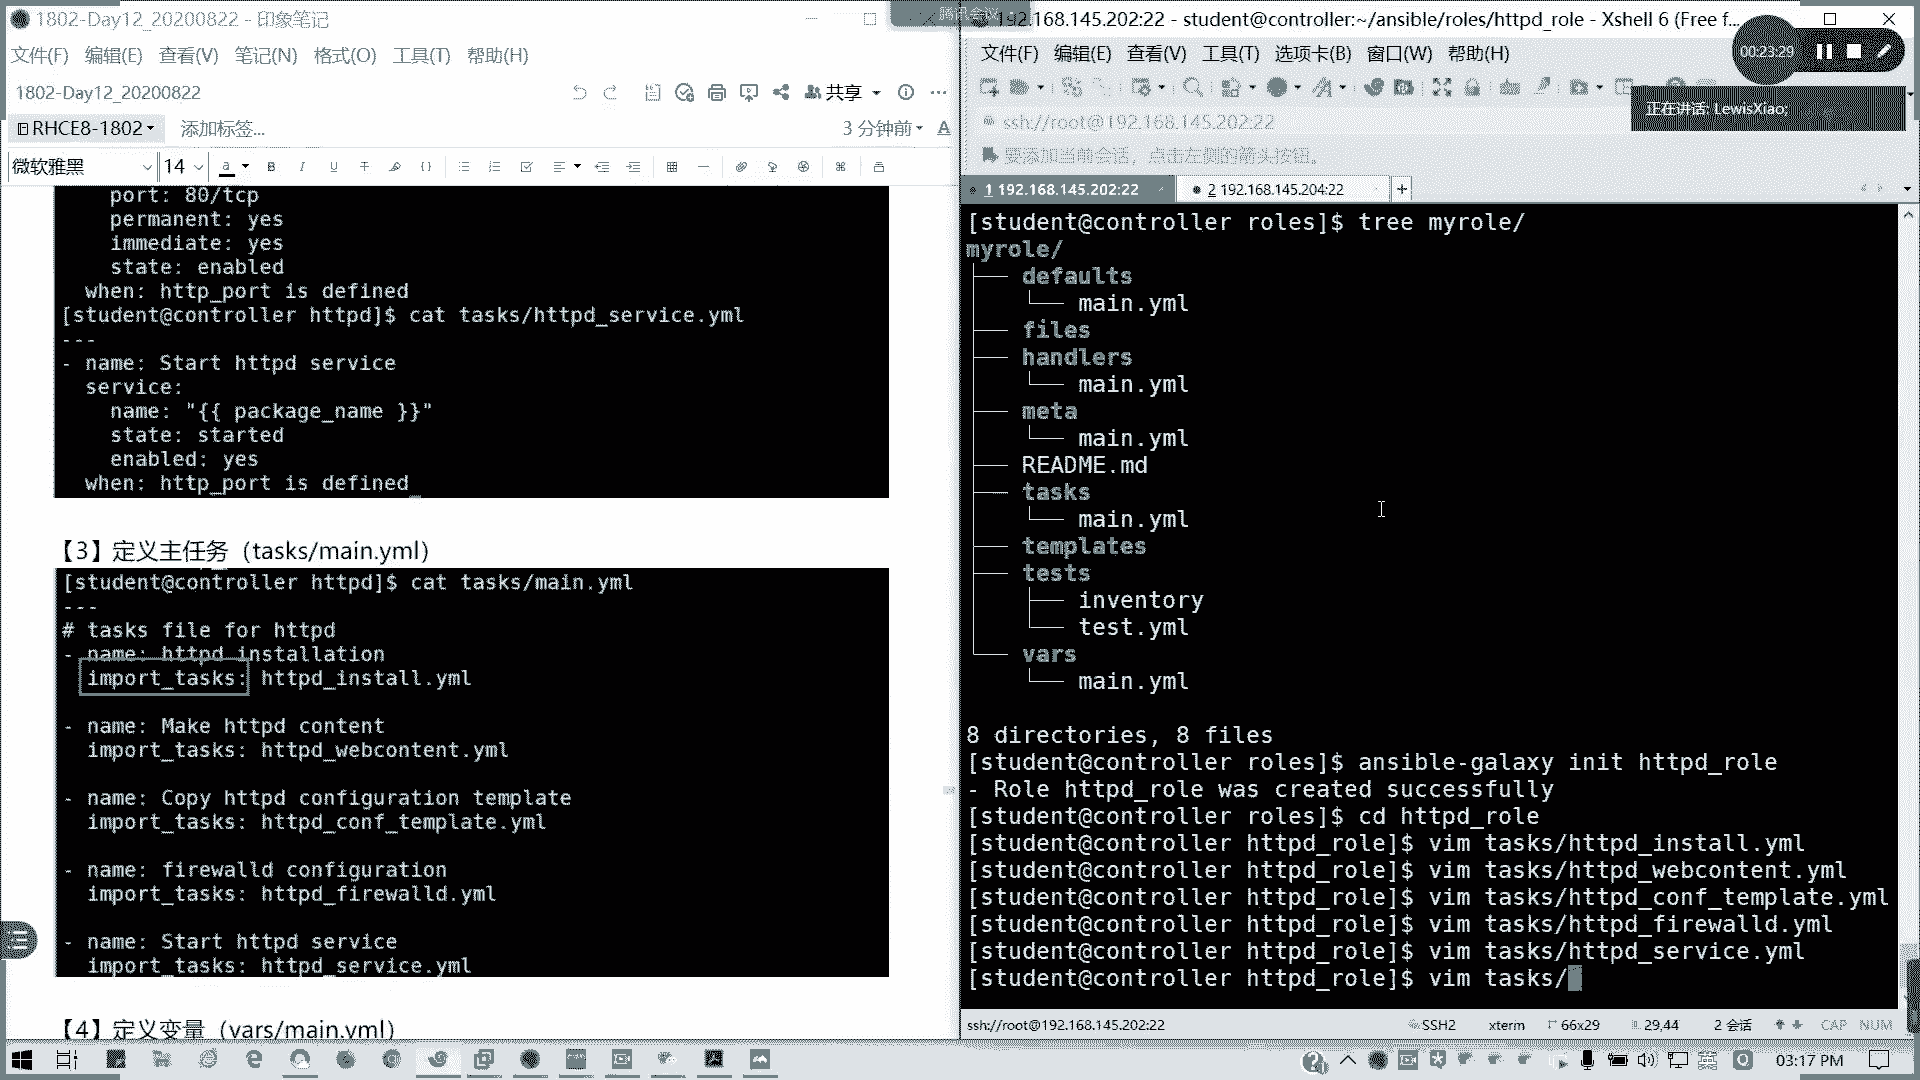 1802-Day12_20200822 - 印象笔记
文件(F) 编辑(E) 查看(V) 笔记(N) 格式(O) 工具(T) 帮助(H)
1802-Day12_20200822
共享
RHCE8-1802
添加标签...
3 分钟前
微软雅黑
14
port: 80/tcp
permanent: yes
immediate: yes
state: enabled
when: http_port is defined
[student@controller httpd]$ cat tasks/httpd_service.yml
---
- name: Start httpd service
service:
name: "{{ package_name }}"
state: started
enabled: yes
when: http_port is defined
【3】定义主任务（tasks/main.yml）
[student@controller httpd]$ cat tasks/main.yml
---
# tasks file for httpd
- name: httpd installation
import_tasks: httpd_install.yml
- name: Make httpd content
import_tasks: httpd_webcontent.yml
- name: Copy httpd configuration template
import_tasks: httpd_conf_template.yml
- name: firewalld configuration
import_tasks: httpd_firewalld.yml
- name: Start httpd service
import_tasks: httpd_service.yml
【4】定义变量（vars/main.yml）
腾讯会议
192.168.145.202:22 - student@controller:~/ansible/roles/httpd_role - Xshell 6 (Free f...
文件(F) 编辑(E) 查看(V) 工具(T) 选项卡(B) 窗口(W) 帮助(H)
00:23:29
正在讲话: LewisXiao;
ssh://root@192.168.145.202:22
要添加当前会话，点击左侧的箭头按钮。
1 192.168.145.202:22
2 192.168.145.204:22
[student@controller roles]$ tree myrole/
myrole/
├── defaults
│   └── main.yml
├── files
├── handlers
│   └── main.yml
├── meta
│   └── main.yml
├── README.md
├── tasks
│   └── main.yml
├── templates
├── tests
│   ├── inventory
│   └── test.yml
└── vars
    └── main.yml
8 directories, 8 files
[student@controller roles]$ ansible-galaxy init httpd_role
- Role httpd_role was created successfully
[student@controller roles]$ cd httpd_role
[student@controller httpd_role]$ vim tasks/httpd_install.yml
[student@controller httpd_role]$ vim tasks/httpd_webcontent.yml
[student@controller httpd_role]$ vim tasks/httpd_conf_template.yml
[student@controller httpd_role]$ vim tasks/httpd_firewalld.yml
[student@controller httpd_role]$ vim tasks/httpd_service.yml
[student@controller httpd_role]$ vim tasks/
ssh://root@192.168.145.202:22
SSH2
xterm
66x29
29,44
2 会话
CAP NUM
英
03:17 PM